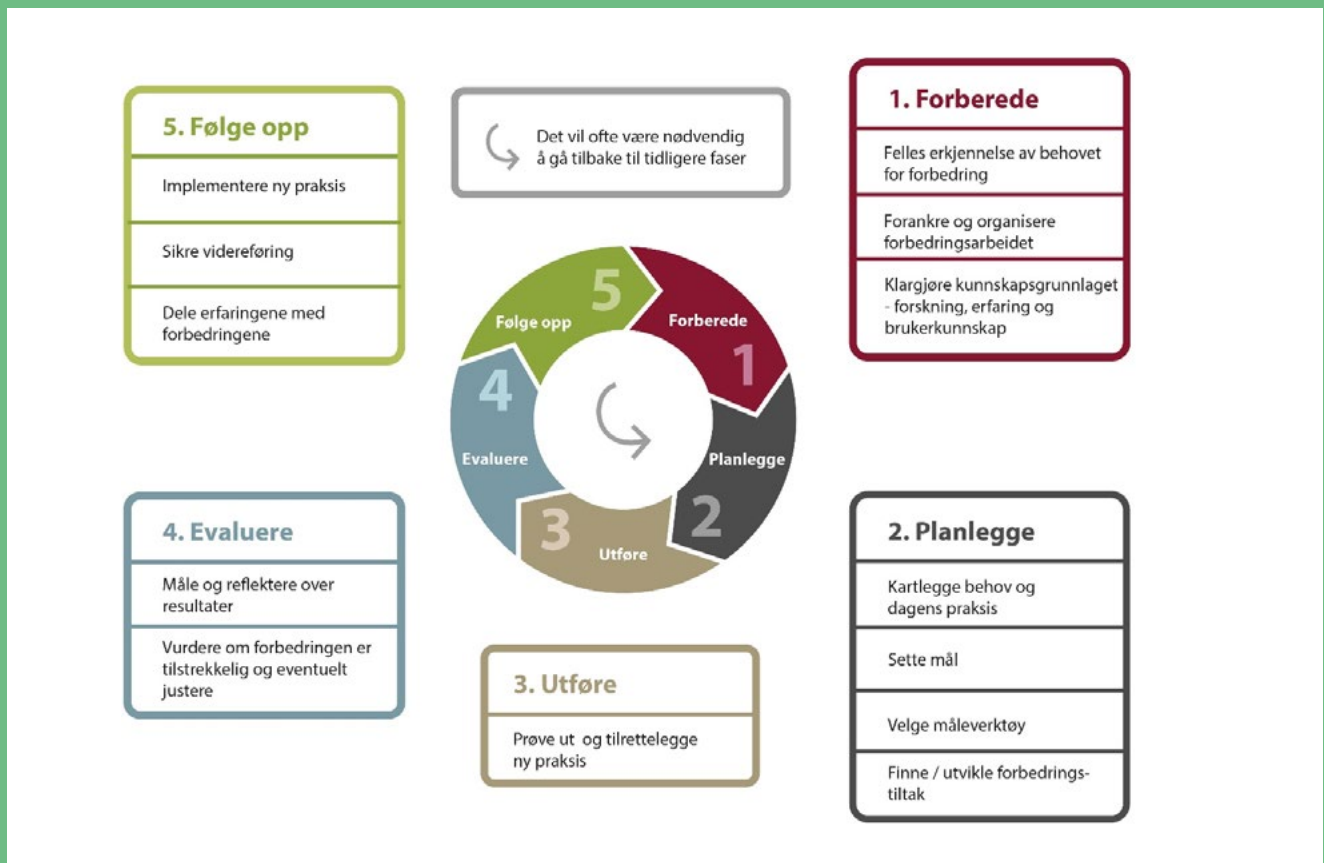 5. Følge opp
Implementere ny praksis
Sikre videreføring
Dele erfaringene med
forbedringene
Det vil ofte være nødvendig
å gå tilbake til tidligere faser
1. Forberede
Felles erkjennelse av behovet
for forbedring
Forankre og organisere
forbedringsarbeidet
Klargjøre kunnskapsgrunnlaget
- forskning, erfaring og
brukerkunnskap
5
Følge opp
Forberede
1
4
Evaluere
Planlegge
2
3
Utføre
4. Evaluere
Måle og reflektere over
resultater
Vurdere om forbedringen er
tilstrekkelig og eventuelt
justere
3. Utføre
Prøve ut og tilrettelegge
ny praksis
2. Planlegge
Kartlegge behov og
dagens praksis
Sette mål
Velge måleverktøy
Finne / utvikle forbedrings-
tiltak